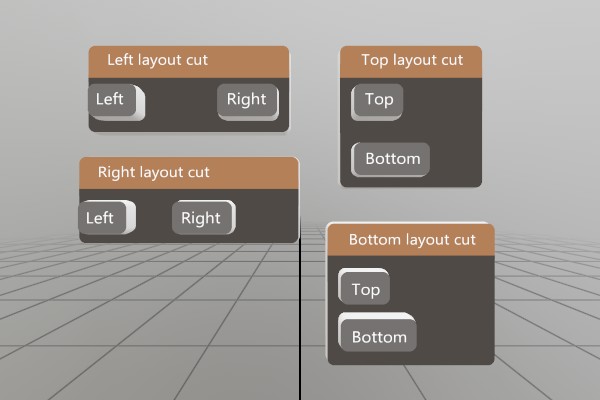 Left layout cut
Left
Right
Right layout cut
Left
Right
Top layout cut
Top
Bottom
Bottom layout cut
Top
Bottom